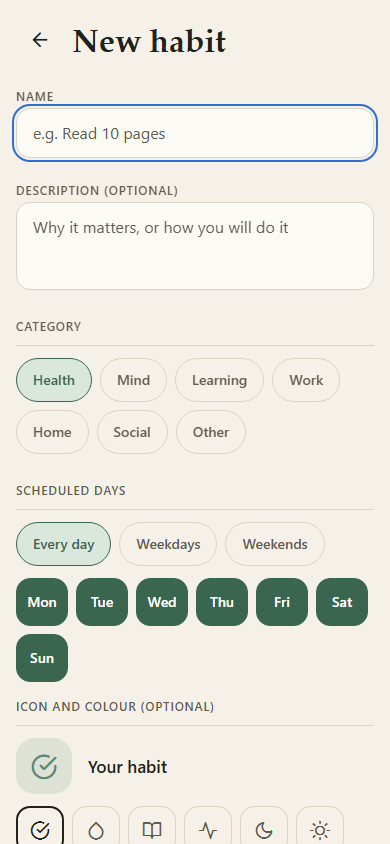 New habit
NAME
e.g. Read 10 pages
DESCRIPTION (OPTIONAL)
Why it matters, or how you will do it
CATEGORY
Health Mind Learning Work
Home Social Other
SCHEDULED DAYS
Every day Weekdays Weekends
Mon Tue Wed Thu Fri Sat
Sun
ICON AND COLOUR (OPTIONAL)
Your habit